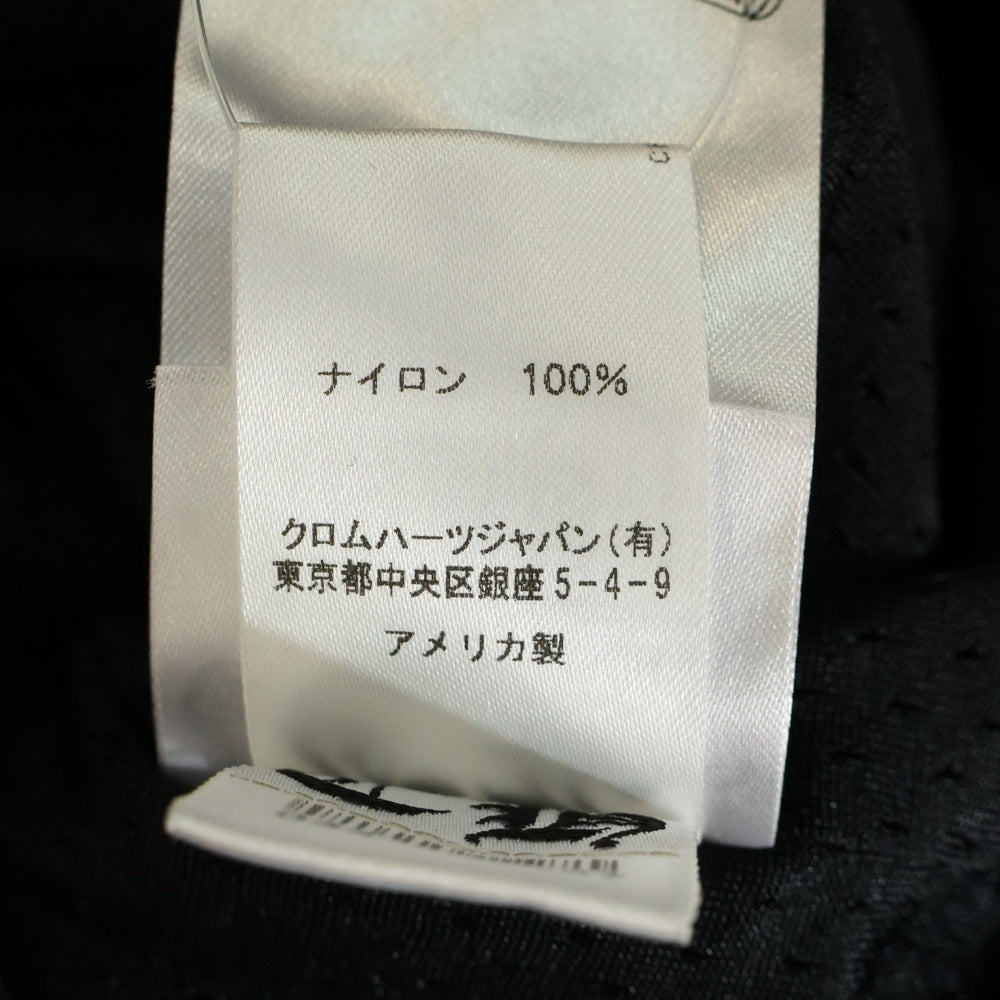 ナイロン 100%
クロムハーツジャパン(有)
東京都中央区銀座5-4-9
アメリカ製